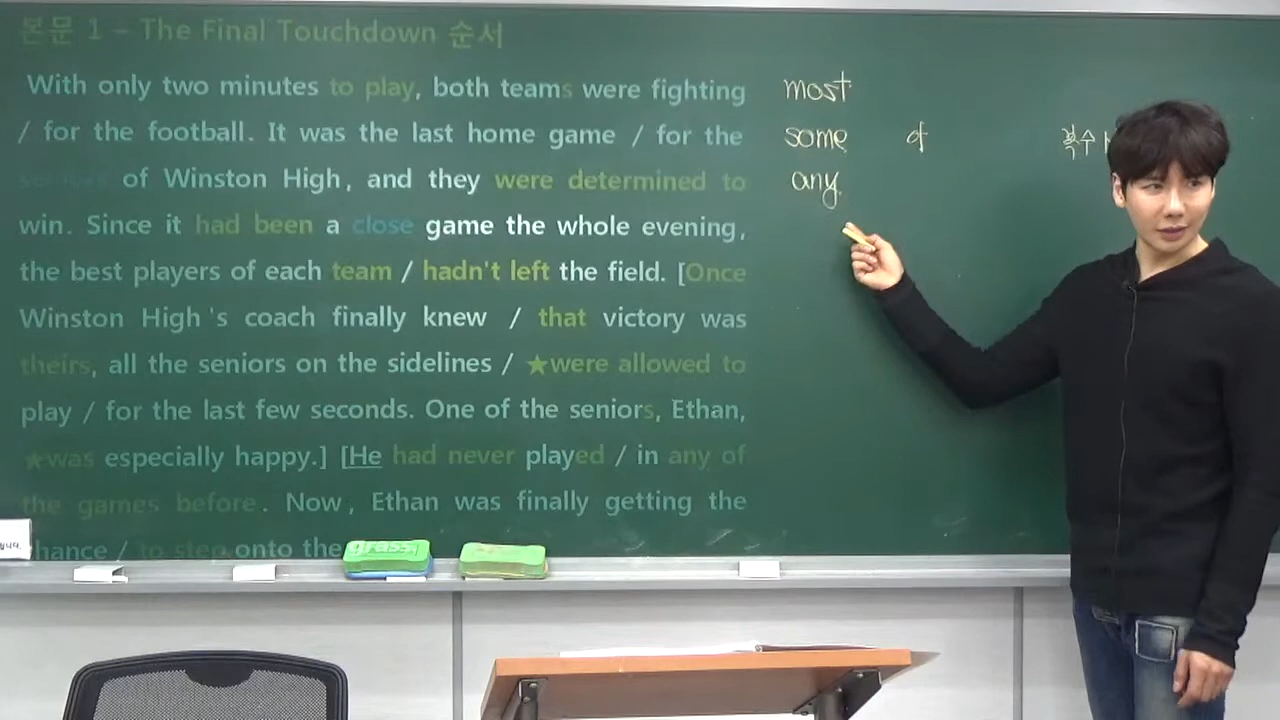 본문 1 – The Final Touchdown 순서
With only two minutes to play, both teams were fighting
/ for the football. It was the last home game / for the
seniors of Winston High, and they were determined to
win. Since it had been a close game the whole evening,
the best players of each team / hadn't left the field. [Once
Winston High's coach finally knew / that victory was
theirs, all the seniors on the sidelines / ★were allowed to
play / for the last few seconds. One of the seniors, Ethan,
★was especially happy.] [He had never played / in any of
the games before. Now, Ethan was finally getting the
chance / to step onto the grass.
most
some of 복수
any